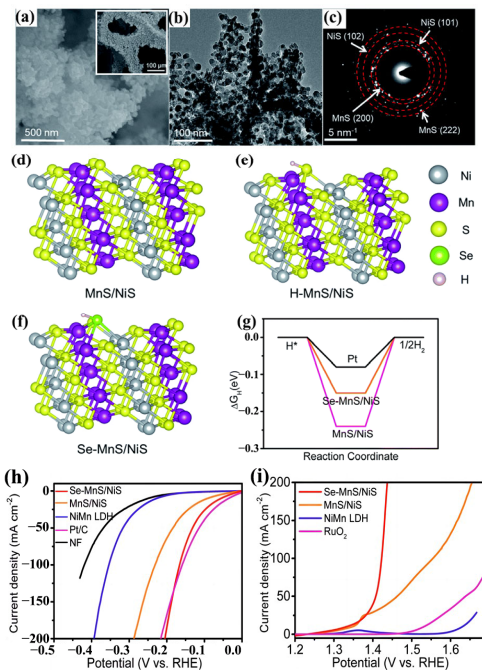 (a)
100 μm
500 nm
(b)
100 nm
(c)
NiS (102)
NiS (101)
MnS (200)
MnS (222)
5 nm⁻¹
(d)
MnS/NiS
(e)
H-MnS/NiS
Ni
Mn
S
Se
H
(f)
Se-MnS/NiS
(g)
0.0
-0.1
-0.2
-0.3
ΔG_H(eV)
H*
Pt
1/2H₂
Se-MnS/NiS
MnS/NiS
Reaction Coordinate
(h)
0
-50
-100
-150
-200
Current density (mA cm⁻²)
Se-MnS/NiS
MnS/NiS
NiMn LDH
Pt/C
NF
-0.5
-0.4
-0.3
-0.2
-0.1
0.0
Potential (V vs. RHE)
(i)
200
150
100
50
0
Current density (mA cm⁻²)
Se-MnS/NiS
MnS/NiS
NiMn LDH
RuO₂
1.2
1.3
1.4
1.5
1.6
Potential (V vs. RHE)